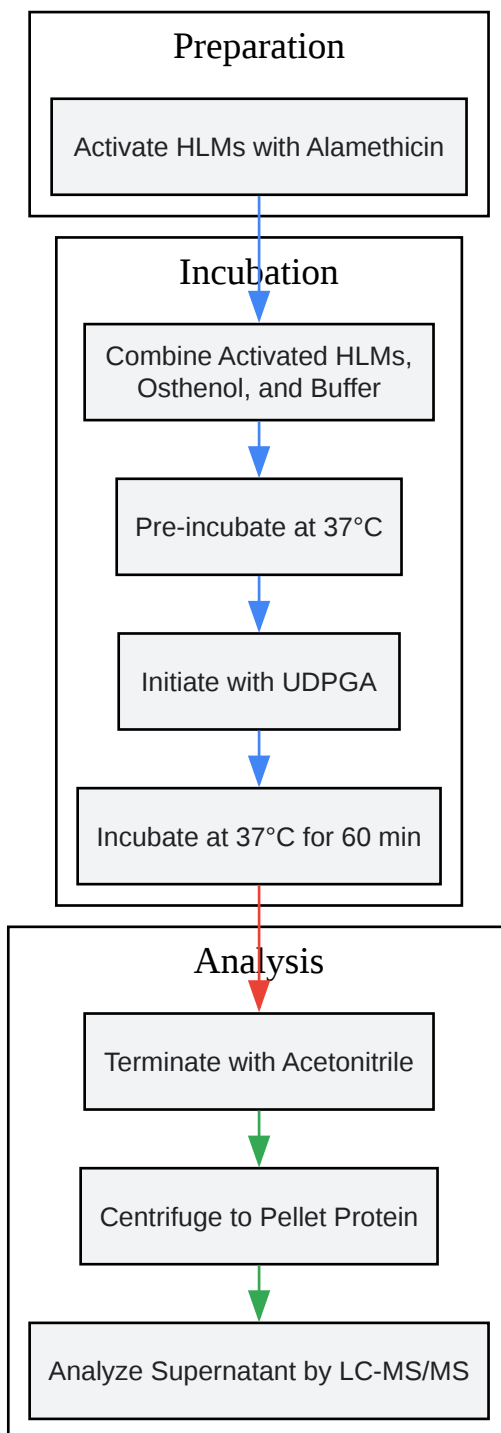 Preparation
Activate HLMs with Alamethicin
Incubation
Combine Activated HLMs,
Osthenol, and Buffer
Pre-incubate at 37°C
Initiate with UDPGA
Incubate at 37°C for 60 min
Analysis
Terminate with Acetonitrile
Centrifuge to Pellet Protein
Analyze Supernatant by LC-MS/MS